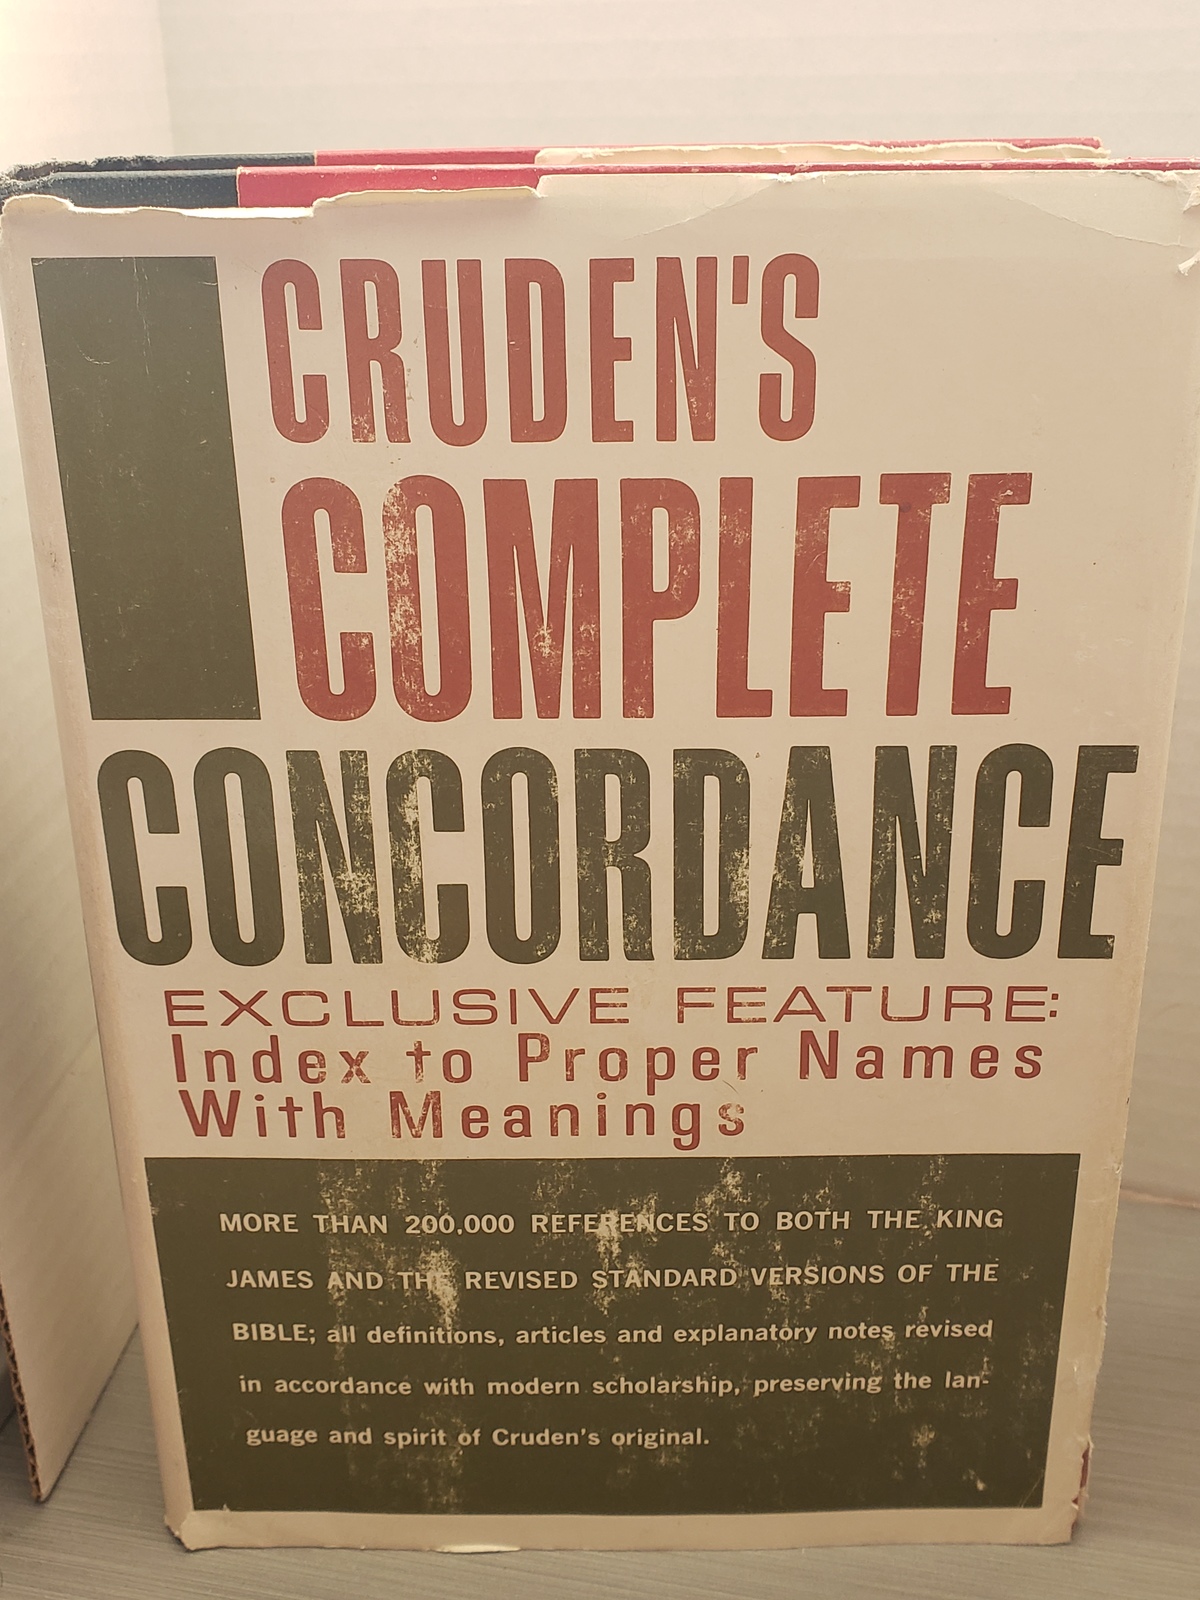 CRUDEN'S
COMPLETE
CONCORDANCE
EXCLUSIVE FEATURE:
Index to Proper Names
With Meanings
MORE THAN 200,000 REFERENCES TO BOTH THE KING
JAMES AND THE REVISED STANDARD VERSIONS OF THE
BIBLE; all definitions, articles and explanatory notes revised
in accordance with modern scholarship, preserving the lan-
guage and spirit of Cruden's original.